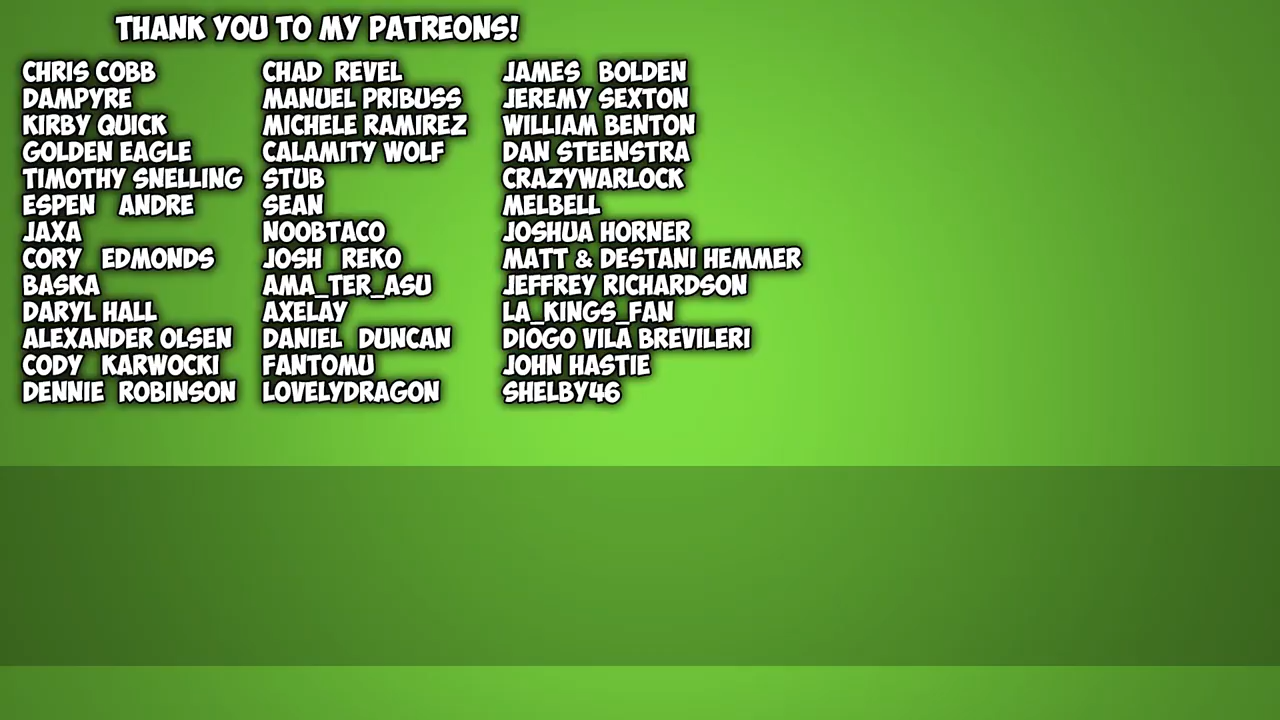 THANK YOU TO MY PATREONS!
CHRIS COBB
DAMPYRE
KIRBY QUICK
GOLDEN EAGLE
TIMOTHY SNELLING
ESPEN ANDRE
JAXA
CORY EDMONDS
BASKA
DARYL HALL
ALEXANDER OLSEN
CODY KARWOCKI
DENNIE ROBINSON
CHAD REVEL
MANUEL PRIBUSS
MICHELE RAMIREZ
CALAMITY WOLF
STUB
SEAN
NOOBTACO
JOSH REKO
AMA_TER_ASU
AXELAY
DANIEL DUNCAN
FANTOMU
LOVELYDRAGON
JAMES BOLDEN
JEREMY SEXTON
WILLIAM BENTON
DAN STEENSTRA
CRAZYWARLOCK
MELBELL
JOSHUA HORNER
MATT & DESTANI HEMMER
JEFFREY RICHARDSON
LA_KINGS_FAN
DIOGO VILA BREVILERI
JOHN HASTIE
SHELBY46